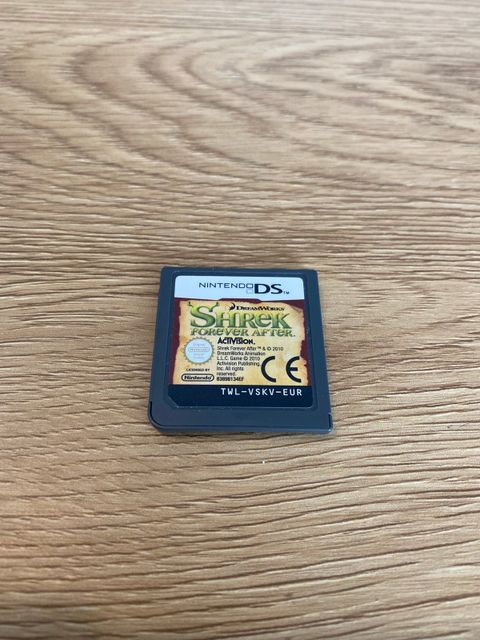 NINTENDO DS™
DREAMWORKS
SHREK
FOREVER AFTER
ACTIVISION
Shrek Forever After™ & © 2010
DreamWorks Animation
L.L.C. Game © 2010
Activision Publishing,
Inc. All rights
reserved.
LICENSED BY
Nintendo
CE
TWL-VSKV-EUR